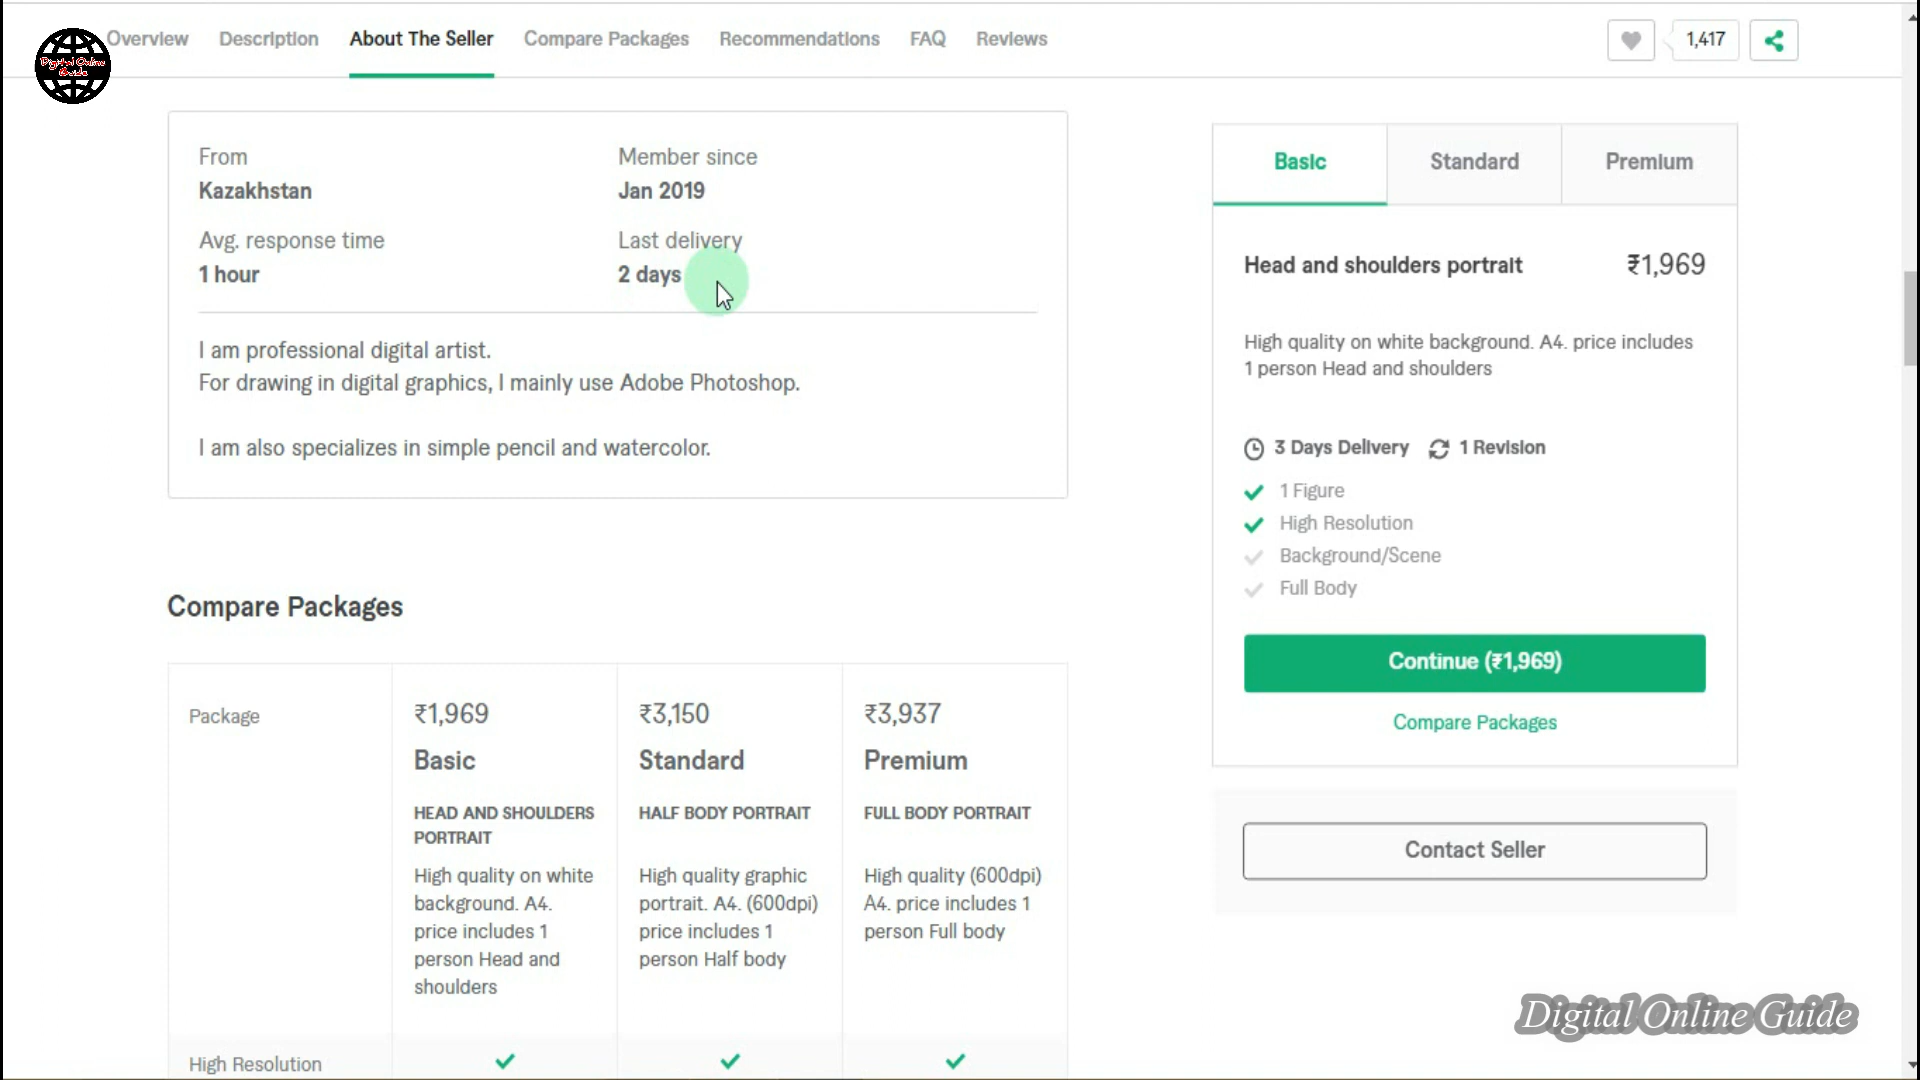 Digital Online
Guide
Overview
Description
About The Seller
Compare Packages
Recommendations
FAQ
Reviews
1,417
From
Kazakhstan
Member since
Jan 2019
Avg. response time
1 hour
Last delivery
2 days
I am professional digital artist.
For drawing in digital graphics, I mainly use Adobe Photoshop.
I am also specializes in simple pencil and watercolor.
Basic
Standard
Premium
Head and shoulders portrait
₹1,969
High quality on white background. A4. price includes
1 person Head and shoulders
3 Days Delivery
1 Revision
1 Figure
High Resolution
Background/Scene
Full Body
Continue (₹1,969)
Compare Packages
Contact Seller
Compare Packages
Package
₹1,969
Basic
HEAD AND SHOULDERS
PORTRAIT
High quality on white
background. A4.
price includes 1
person Head and
shoulders
₹3,150
Standard
HALF BODY PORTRAIT
High quality graphic
portrait. A4. (600dpi)
price includes 1
person Half body
₹3,937
Premium
FULL BODY PORTRAIT
High quality (600dpi)
A4. price includes 1
person Full body
High Resolution
Digital Online Guide